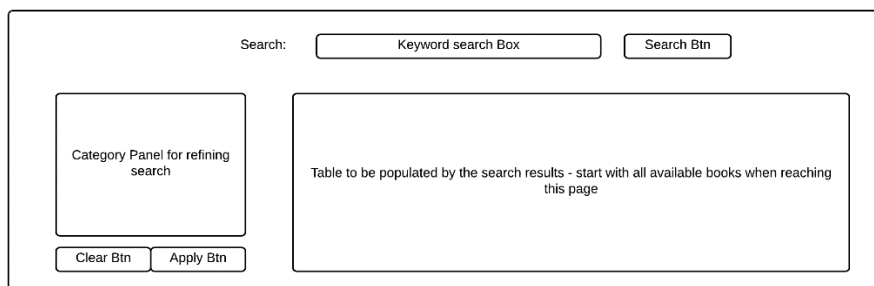 Search:
Keyword search Box
Search Btn
Category Panel for refining
search
Table to be populated by the search results - start with all available books when reaching
this page
Clear Btn
Apply Btn